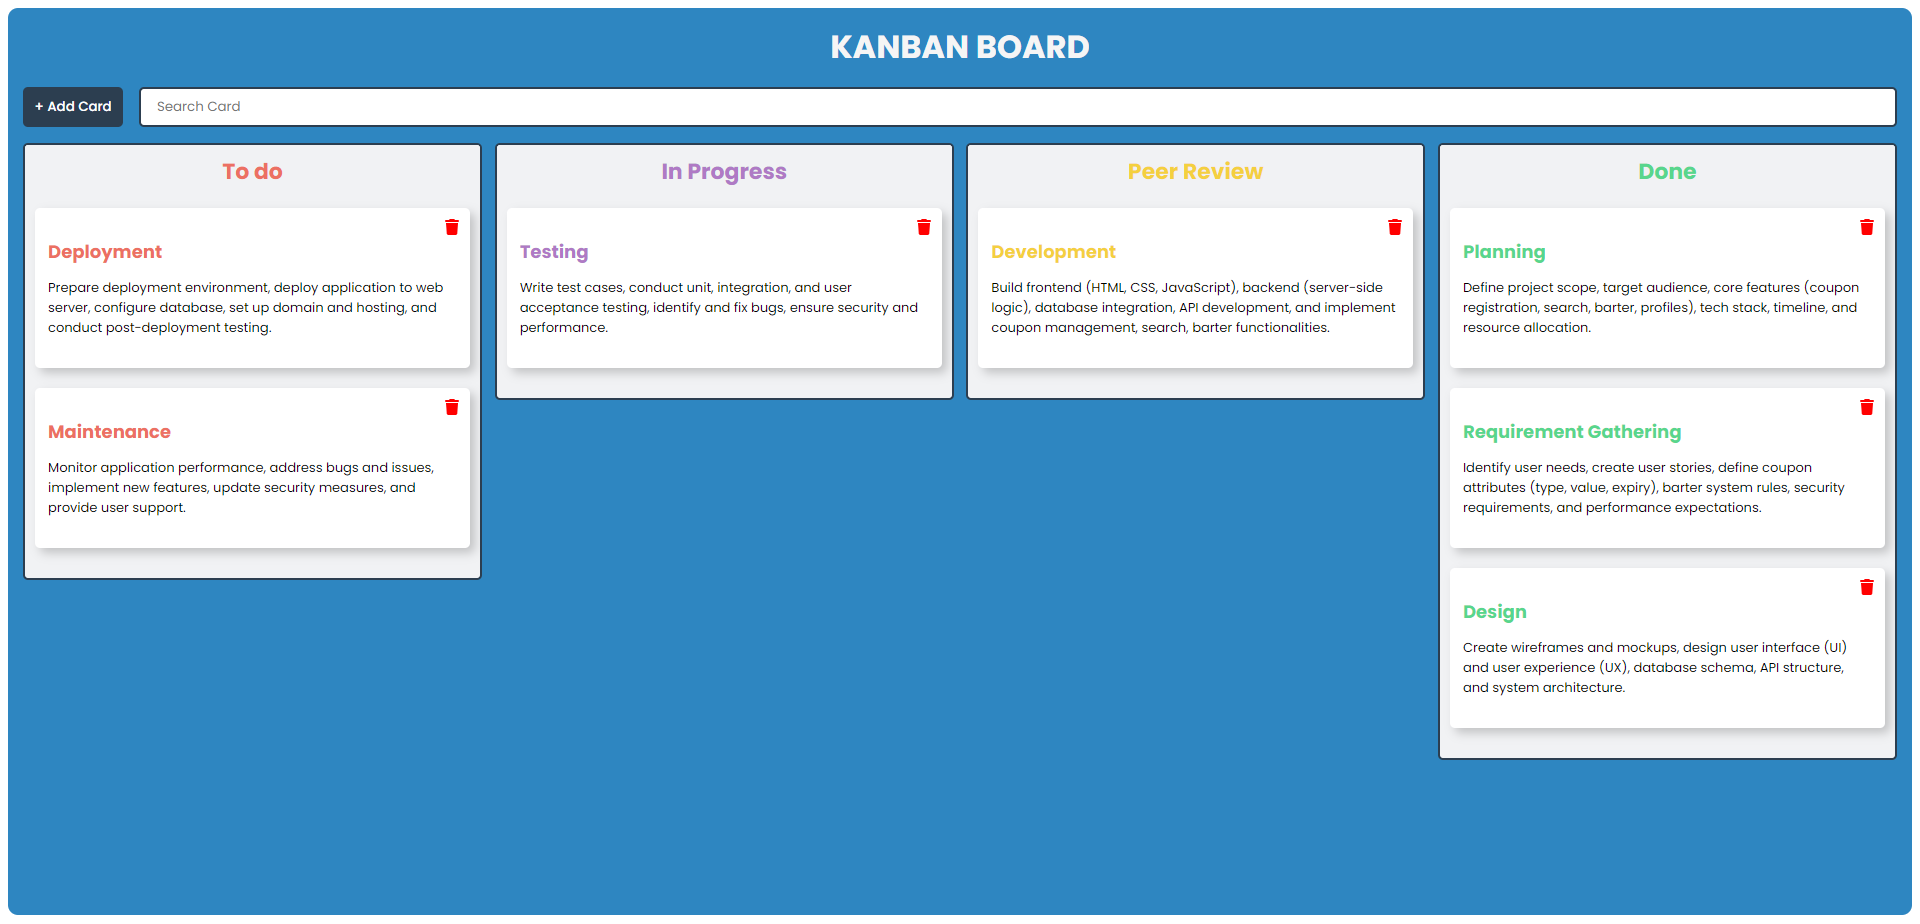 KANBAN BOARD
+ Add Card
Search Card
To do
Deployment
Prepare deployment environment, deploy application to web
server, configure database, set up domain and hosting, and
conduct post-deployment testing.
Maintenance
Monitor application performance, address bugs and issues,
implement new features, update security measures, and
provide user support.
In Progress
Testing
Write test cases, conduct unit, integration, and user
acceptance testing, identify and fix bugs, ensure security and
performance.
Peer Review
Development
Build frontend (HTML, CSS, JavaScript), backend (server-side
logic), database integration, API development, and implement
coupon management, search, barter functionalities.
Done
Planning
Define project scope, target audience, core features (coupon
registration, search, barter, profiles), tech stack, timeline, and
resource allocation.
Requirement Gathering
Identify user needs, create user stories, define coupon
attributes (type, value, expiry), barter system rules, security
requirements, and performance expectations.
Design
Create wireframes and mockups, design user interface (UI)
and user experience (UX), database schema, API structure,
and system architecture.